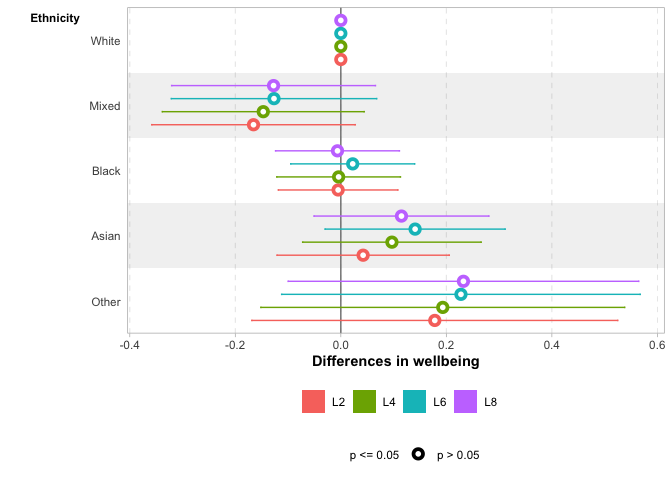 Ethnicity
White
Mixed
Black
Asian
Other
-0.4 -0.2 0.0 0.2 0.4 0.6
Differences in wellbeing
L2 L4 L6 L8
p <= 0.05 p > 0.05